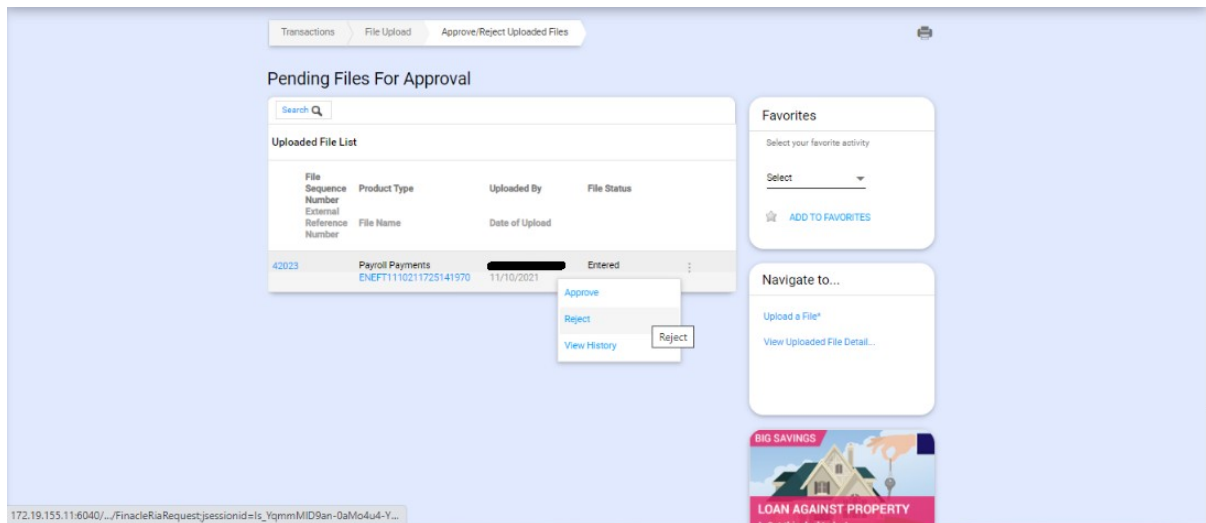 Transactions File Upload Approve/Reject Uploaded Files
Pending Files For Approval
Search
Uploaded File List
File Sequence Number Product Type Uploaded By File Status
External Reference Number File Name Date of Upload
42023 Payroll Payments Entered
ENEFT1110211725141970 11/10/2021
Approve
Reject
Reject
View History
Favorites
Select your favorite activity
Select
ADD TO FAVORITES
Navigate to...
Upload a File*
View Uploaded File Detail...
BIG SAVINGS
LOAN AGAINST PROPERTY
172.19.155.11:6040/.../FinacleRiaRequest;jsessionid=Is_YqmmMID9an-0aMo4u4-Y...